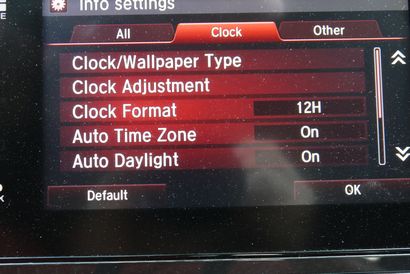 Info settings
All Clock Other
Clock/Wallpaper Type
Clock Adjustment
Clock Format 12H
Auto Time Zone On
Auto Daylight On
Default OK